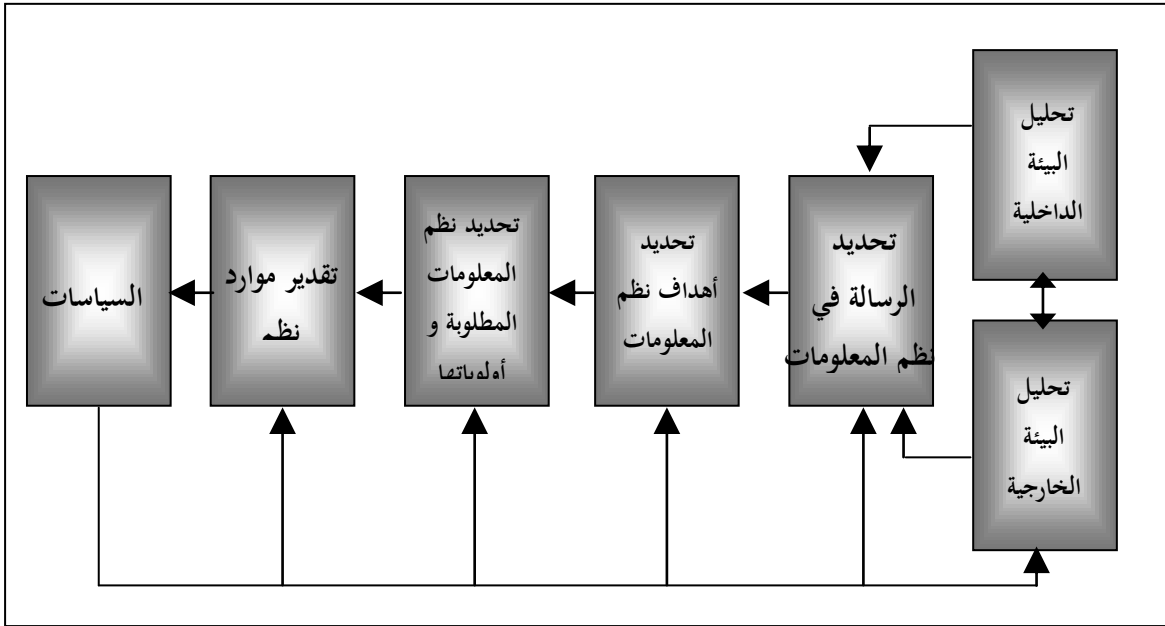 تحليل
البيئة
الداخلية
تحليل
البيئة
الخارجية
تحديد
الرسالة في
نظم المعلومات
تحديد
أهداف نظم
المعلومات
تحديد نظم
المعلومات
المطلوبة و
أولوياتها
تقدير موارد
نظم
السياسات